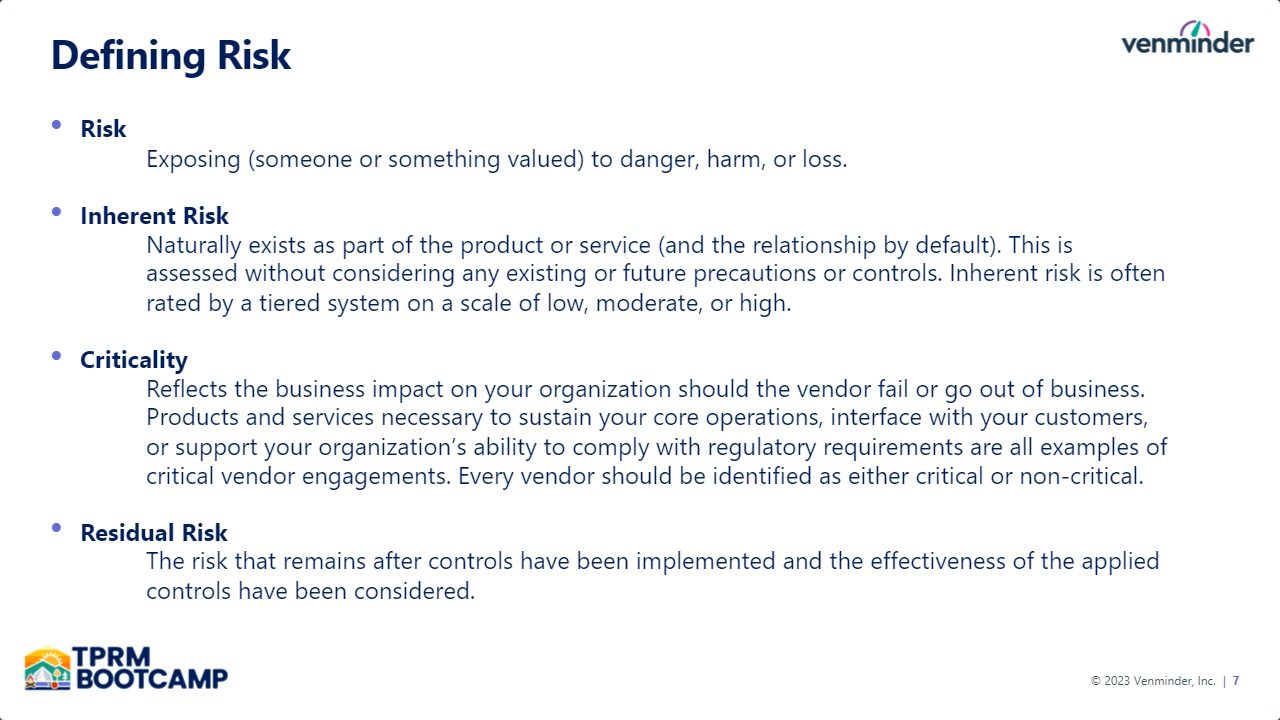 Defining Risk
venminder
• Risk
Exposing (someone or something valued) to danger, harm, or loss.
• Inherent Risk
Naturally exists as part of the product or service (and the relationship by default). This is
assessed without considering any existing or future precautions or controls. Inherent risk is often
rated by a tiered system on a scale of low, moderate, or high.
• Criticality
Reflects the business impact on your organization should the vendor fail or go out of business.
Products and services necessary to sustain your core operations, interface with your customers,
or support your organization’s ability to comply with regulatory requirements are all examples of
critical vendor engagements. Every vendor should be identified as either critical or non-critical.
• Residual Risk
The risk that remains after controls have been implemented and the effectiveness of the applied
controls have been considered.
TPRM
BOOTCAMP
© 2023 Venminder, Inc. | 7